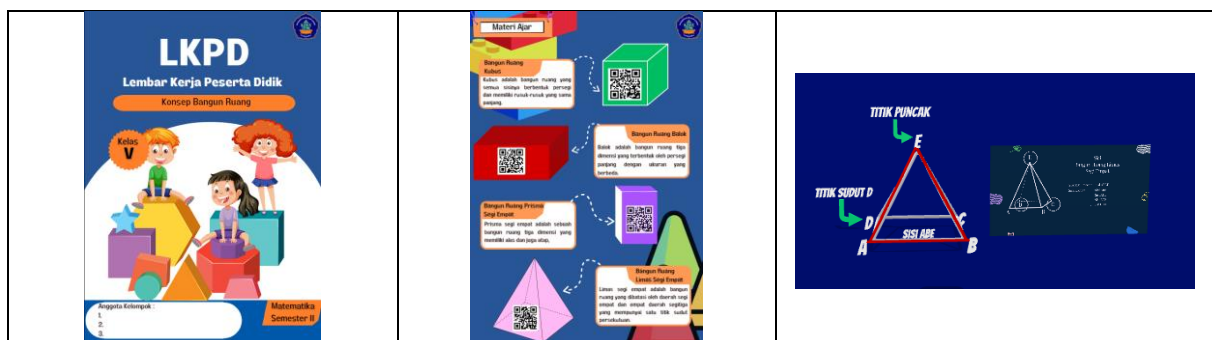 LKPD
Lembar Kerja Peserta Didik
Konsep Bangun Ruang
Kelas
V
Anggota Kelompok :
1.
2.
3.
Matematika
Semester II
Materi Ajar
Bangun Ruang
Kubus
Kubus adalah bangun ruang yang
semua sisinya berbentuk persegi
dan memiliki rusuk-rusuk yang sama
panjang.
Bangun Ruang Balok
Balok adalah bangun ruang tiga
dimensi yang terbentuk oleh persegi
panjang dengan ukuran yang
berbeda.
Bangun Ruang Prisma
Segi Empat
Prisma segi empat adalah sebuah
bangun ruang tiga dimensi yang
memiliki alas dan juga atap.
Bangun Ruang
Limas Segi Empat
Limas segi empat adalah bangun
ruang yang dibatasi oleh daerah segi
empat dan empat daerah segitiga
yang mempunyai satu titik sudut
persekutuan.
TITIK PUNCAK
E
TITIK SUDUT D
D
C
SISI ABE
A
B